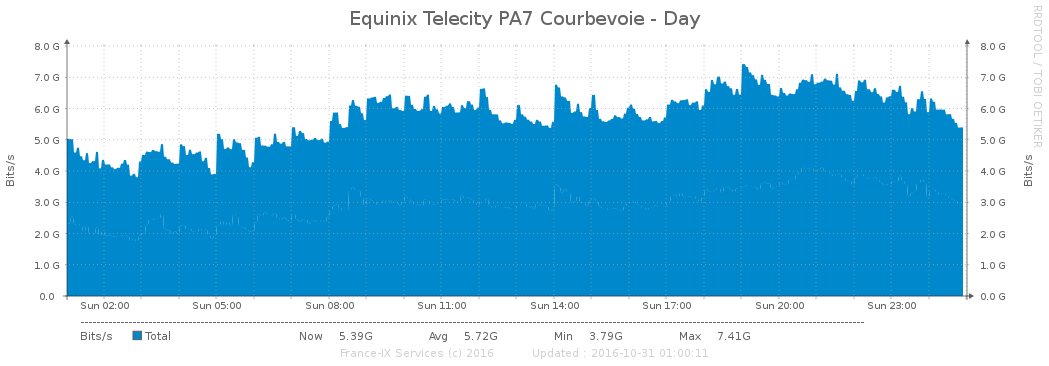 Equinix Telecity PA7 Courbevoie - Day
RRDTOOL / TOBI OETIKER
8.0 G 8.0 G
7.0 G 7.0 G
6.0 G 6.0 G
5.0 G 5.0 G
4.0 G 4.0 G
3.0 G 3.0 G
2.0 G 2.0 G
1.0 G 1.0 G
0.0 0.0 G
Bits/s Bits/s
Sun 02:00 Sun 05:00 Sun 08:00 Sun 11:00 Sun 14:00 Sun 17:00 Sun 20:00 Sun 23:00
Bits/s Total Now 5.39G Avg 5.72G Min 3.79G Max 7.41G
France-IX Services (c) 2016 Updated : 2016-10-31 01:00:11